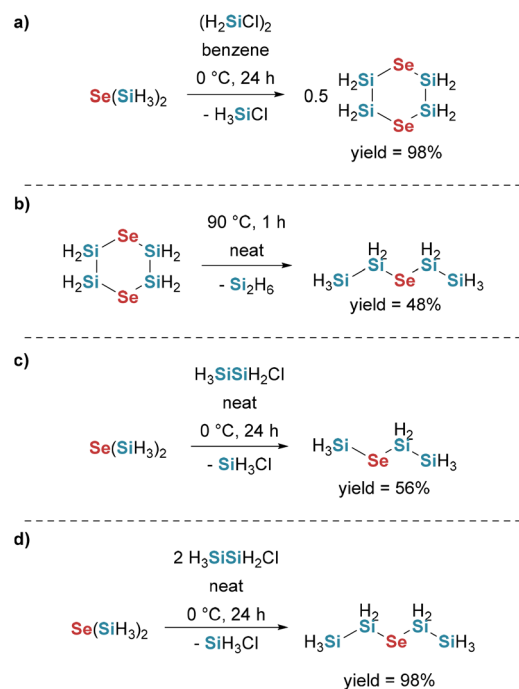 a)
(H2SiCl)2
benzene
0 °C, 24 h
Se(SiH3)2
- H3SiCl
0.5
Se
H2Si SiH2
H2Si SiH2
Se
yield = 98%
b)
Se
H2Si SiH2
H2Si SiH2
Se
90 °C, 1 h
neat
- Si2H6
H2 H2
Si Si
H3Si Se SiH3
yield = 48%
c)
H3SiSiH2Cl
neat
0 °C, 24 h
Se(SiH3)2
- SiH3Cl
H2
H3Si Si
Se SiH3
yield = 56%
d)
2 H3SiSiH2Cl
neat
0 °C, 24 h
Se(SiH3)2
- SiH3Cl
H2 H2
Si Si
H3Si Se SiH3
yield = 98%